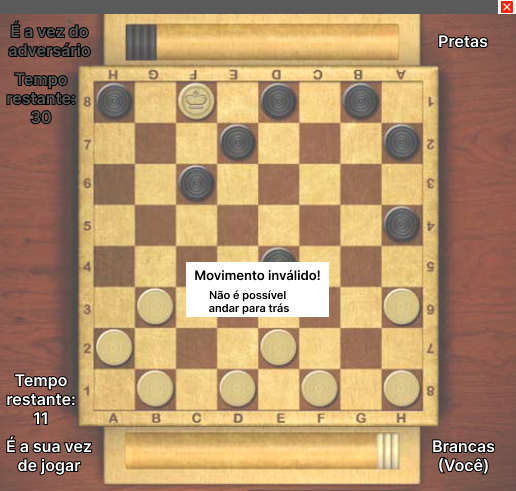 É a vez do
adversário
Pretas
Tempo
restante:
30
H G F E D C B A
8 1
7 2
6 3
5 4
4 5
Movimento inválido!
Não é possível
andar para trás
3 6
2 7
1 8
A B C D E F G H
Tempo
restante:
11
É a sua vez
de jogar
Brancas
(Você)